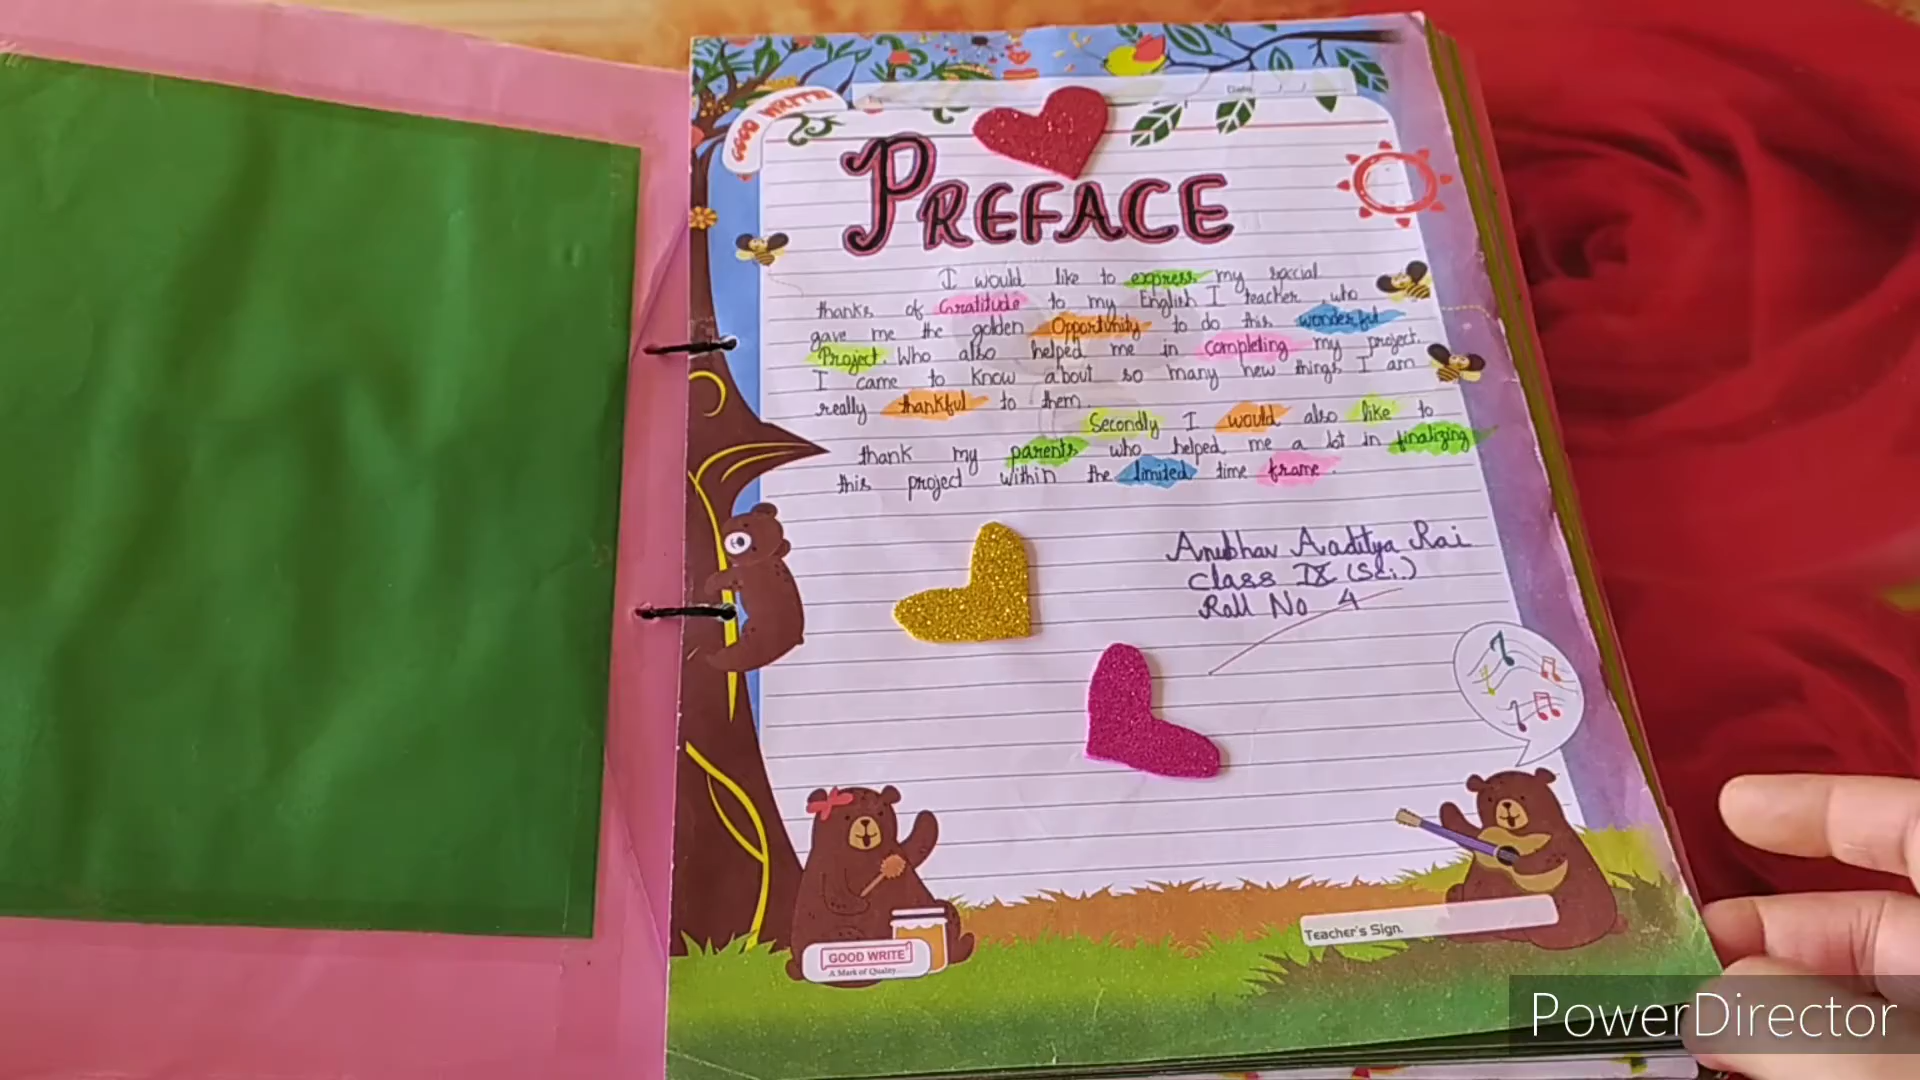 GOOD WRITE
Date
PREFACE
I would like to express my special
thanks of Gratitude to my English I teacher who
gave me the golden Opportunity to do this wonderful
Project. Who also helped me in completing my project.
I came to know about so many new things I am
really thankful to them.
Secondly I would also like to
thank my parents who helped me a lot in finalizing
this project within the limited time frame.
Anubhav Aaditya Rai
Class IX (Sci.)
Roll No 4
Teacher's Sign.
GOOD WRITE
A Mark of Quality
PowerDirector